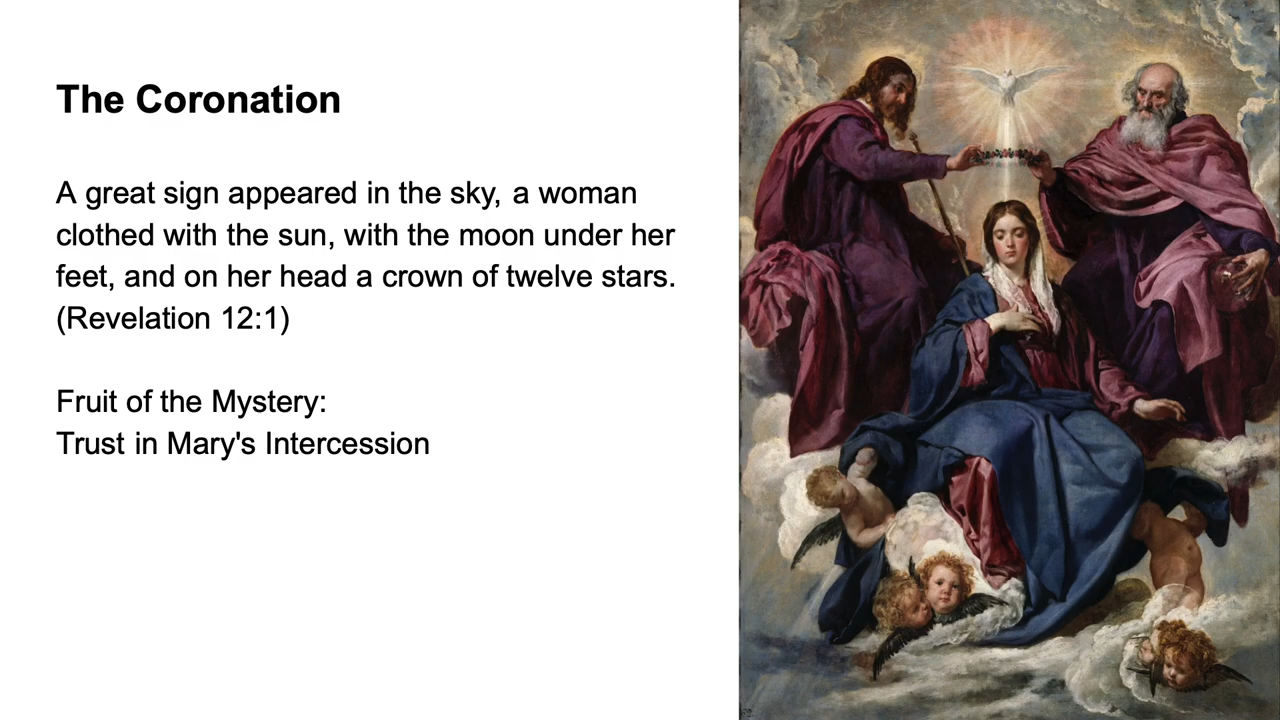 The Coronation
A great sign appeared in the sky, a woman
clothed with the sun, with the moon under her
feet, and on her head a crown of twelve stars.
(Revelation 12:1)
Fruit of the Mystery:
Trust in Mary's Intercession